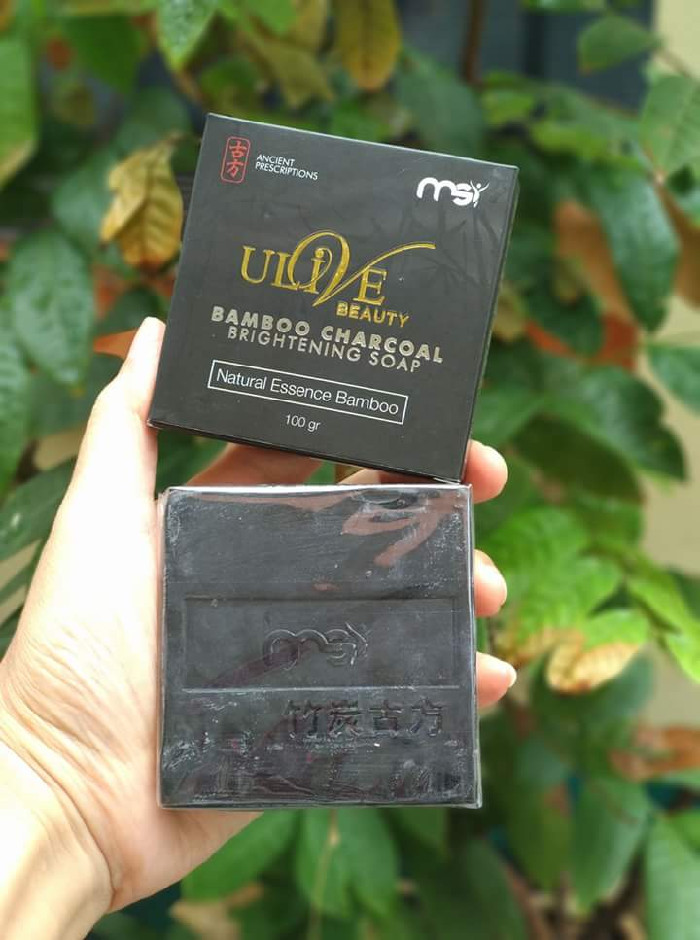 古方
ANCIENT
PRESCRIPTIONS
msi
ULIVE
BEAUTY
BAMBOO CHARCOAL
BRIGHTENING SOAP
Natural Essence Bamboo
100 gr
msi
竹炭古方